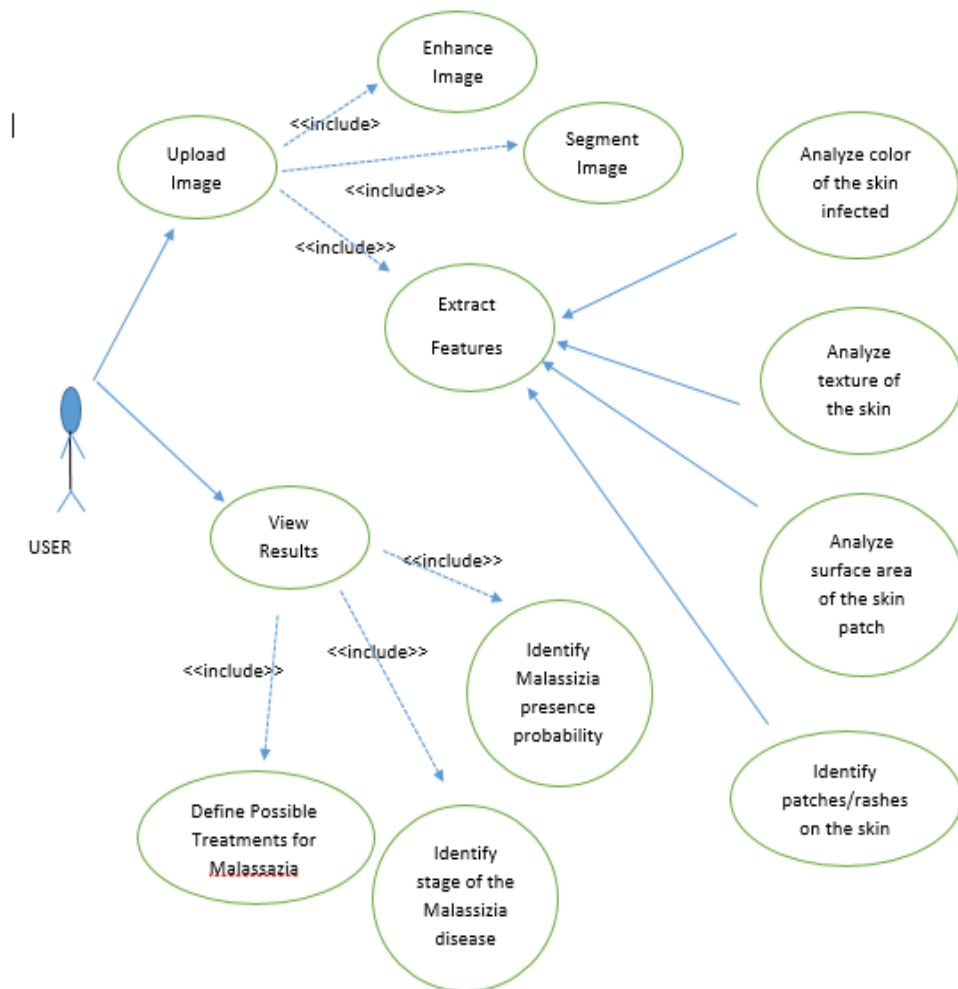 Enhance
Image
<<include>
Upload
Image
Segment
Image
<<include>>
<<include>>
Analyze color
of the skin
infected
Extract
Features
Analyze
texture of
the skin
USER
View
Results
<<include>>
Analyze
surface area
of the skin
patch
<<include>>
<<include>>
Identify
Malassizia
presence
probability
Identify
patches/rashes
on the skin
Define Possible
Treatments for
Malassazia
Identify
stage of the
Malassizia
disease